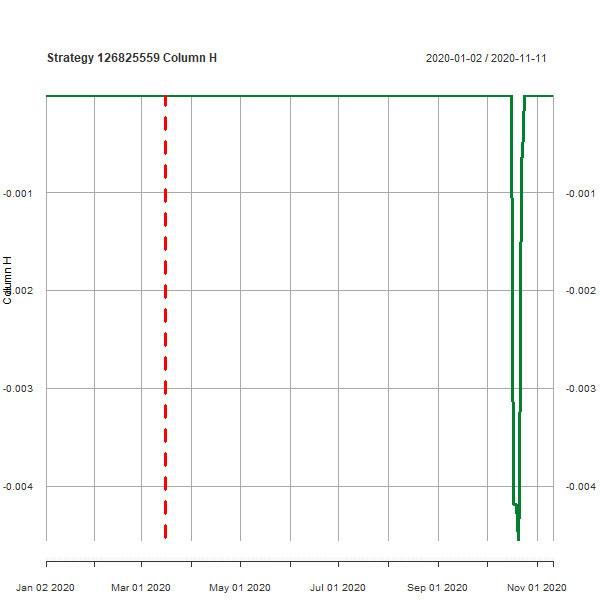 Strategy 126825559 Column H
2020-01-02 / 2020-11-11
-0.001
-0.001
Column H
-0.002
-0.002
-0.003
-0.003
-0.004
-0.004
Jan 02 2020
Mar 01 2020
May 01 2020
Jul 01 2020
Sep 01 2020
Nov 01 2020